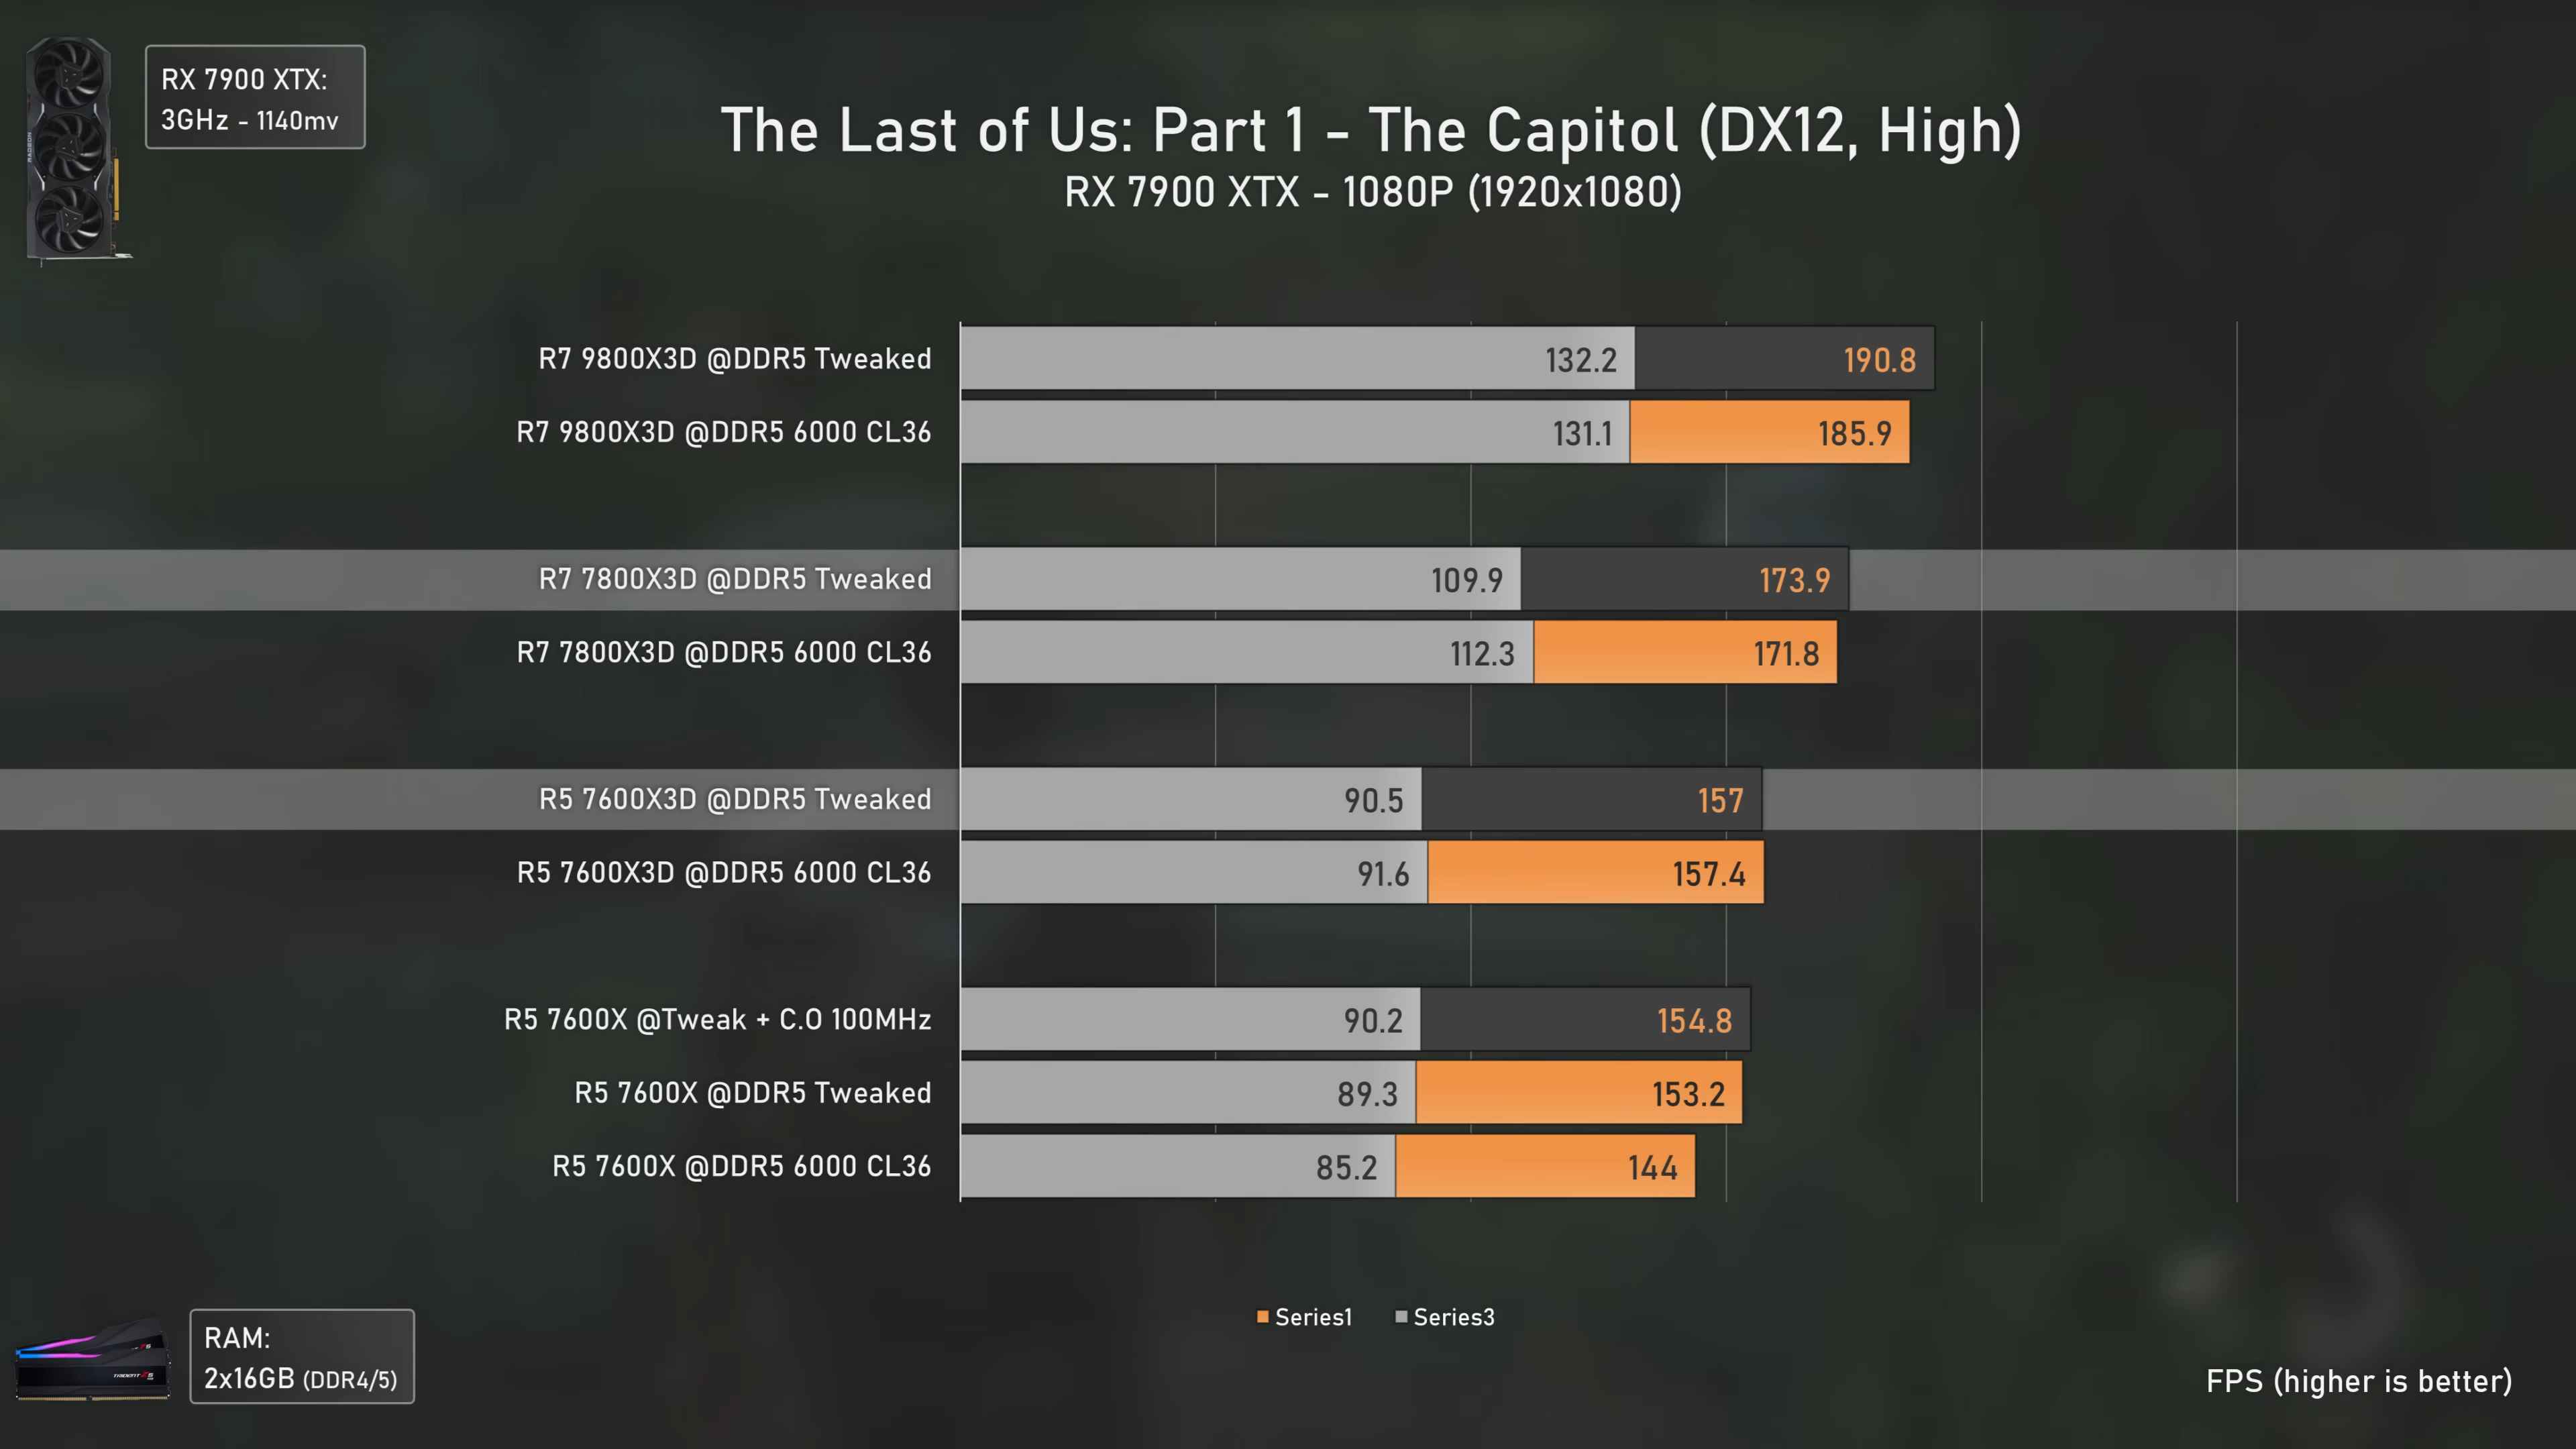 RX 7900 XTX:
3GHz - 1140mv
The Last of Us: Part 1 - The Capitol (DX12, High)
RX 7900 XTX - 1080P (1920x1080)
R7 9800X3D @DDR5 Tweaked 132.2 190.8
R7 9800X3D @DDR5 6000 CL36 131.1 185.9
R7 7800X3D @DDR5 Tweaked 109.9 173.9
R7 7800X3D @DDR5 6000 CL36 112.3 171.8
R5 7600X3D @DDR5 Tweaked 90.5 157
R5 7600X3D @DDR5 6000 CL36 91.6 157.4
R5 7600X @Tweak + C.O 100MHz 90.2 154.8
R5 7600X @DDR5 Tweaked 89.3 153.2
R5 7600X @DDR5 6000 CL36 85.2 144
Series1 Series3
RAM:
2x16GB (DDR4/5)
FPS (higher is better)
RADEON